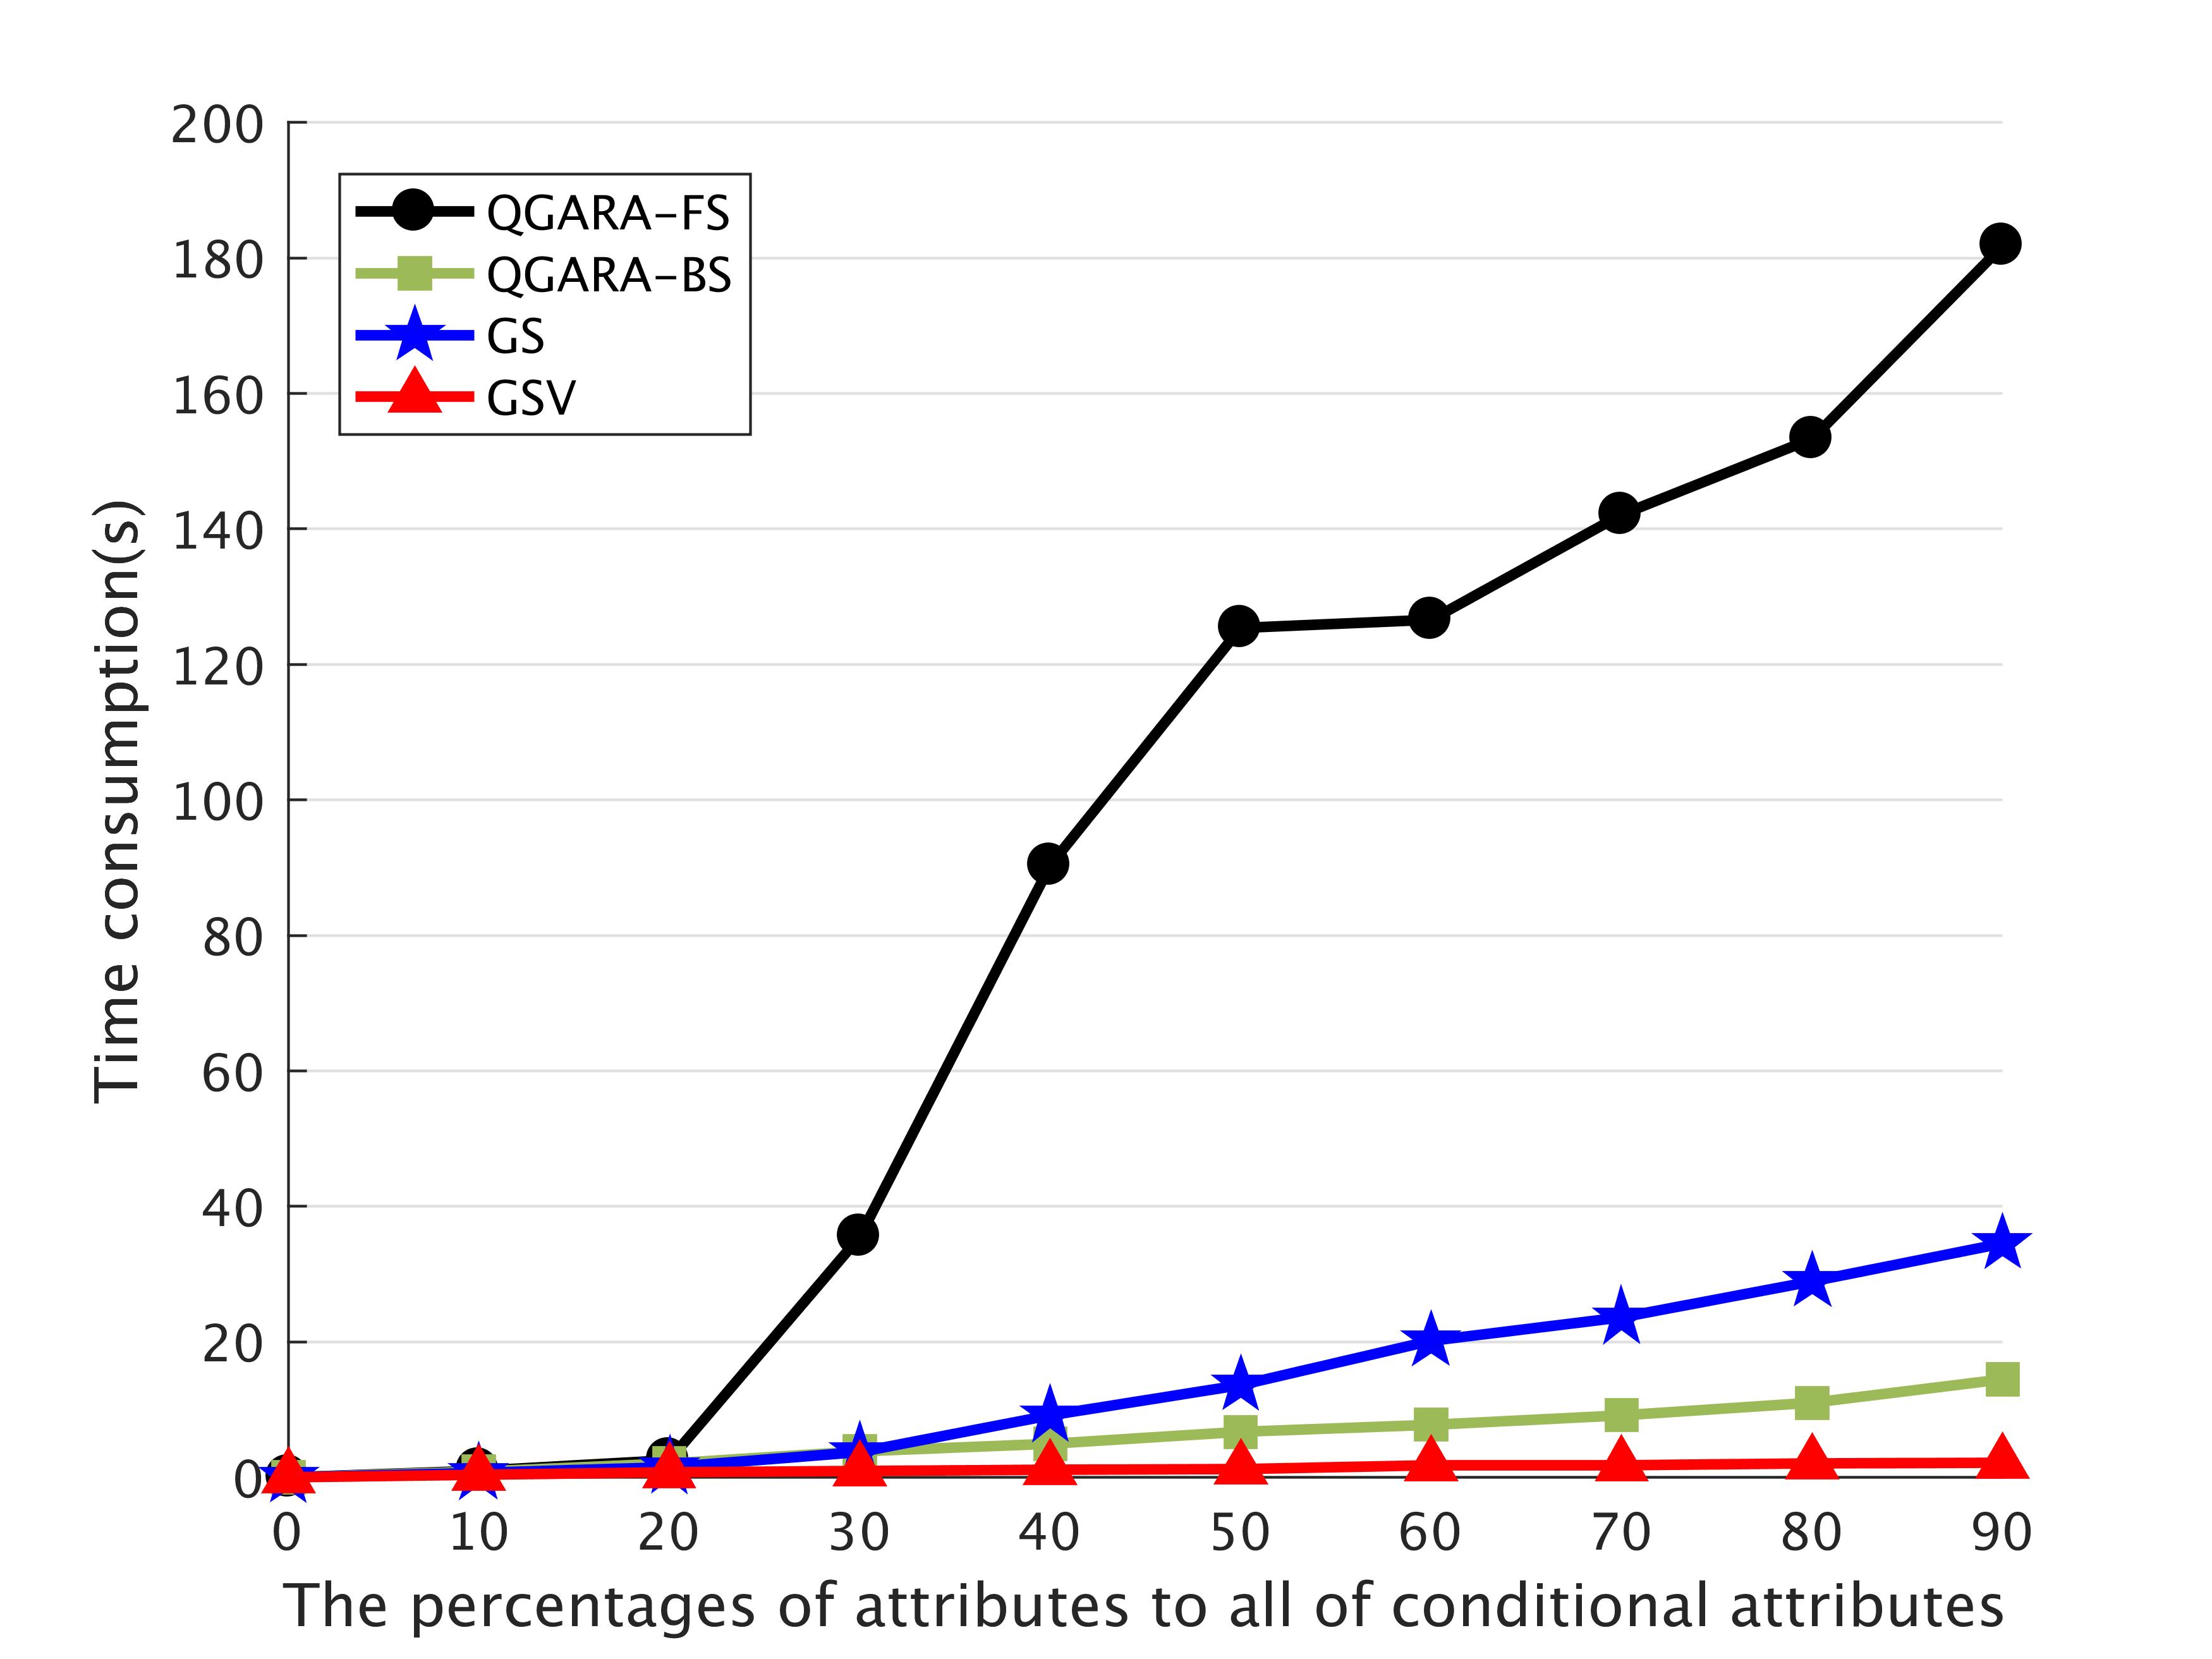 200
180
160
140
120
100
80
60
40
20
0
Time consumption(s)
QGARA-FS
QGARA-BS
GS
GSV
0 10 20 30 40 50 60 70 80 90
The percentages of attributes to all of conditional attributes